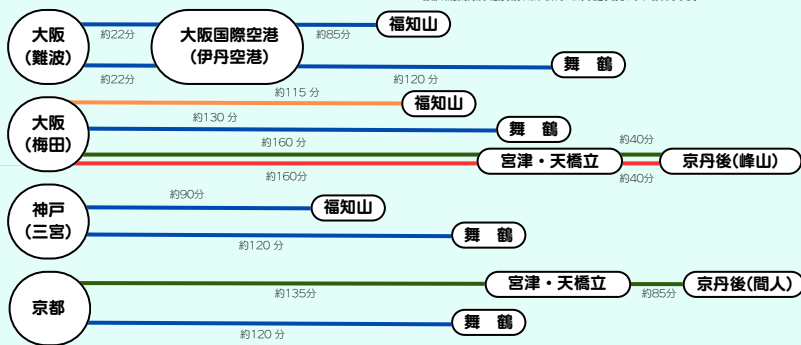 大阪
(難波)
約22分
約22分
大阪国際空港
(伊丹空港)
約85分
福知山
約120 分
舞　鶴
大阪
(梅田)
約115 分
福知山
約130 分
舞　鶴
約160 分
約160分
宮津・天橋立
約40分
約40分
京丹後(峰山)
神戸
(三宮)
約90分
福知山
約120 分
舞　鶴
京都
約135分
宮津・天橋立
約85分
京丹後(間人)
約120 分
舞　鶴